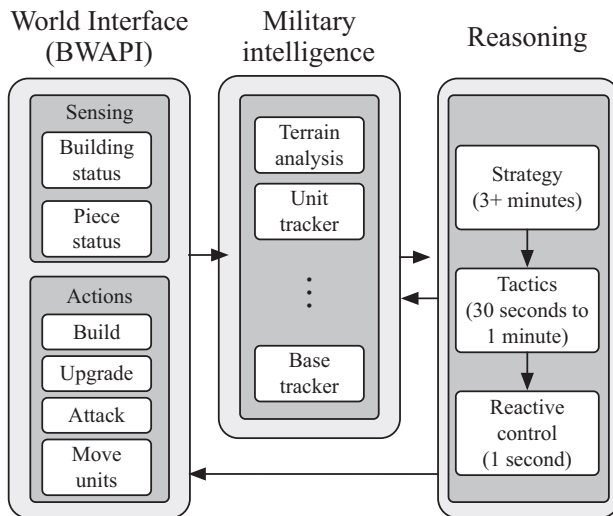 World Interface
(BWAPI)
Sensing
Building
status
Piece
status
Actions
Build
Upgrade
Attack
Move
units
Military
intelligence
Terrain
analysis
Unit
tracker
...
Base
tracker
Reasoning
Strategy
(3+ minutes)
Tactics
(30 seconds to
1 minute)
Reactive
control
(1 second)